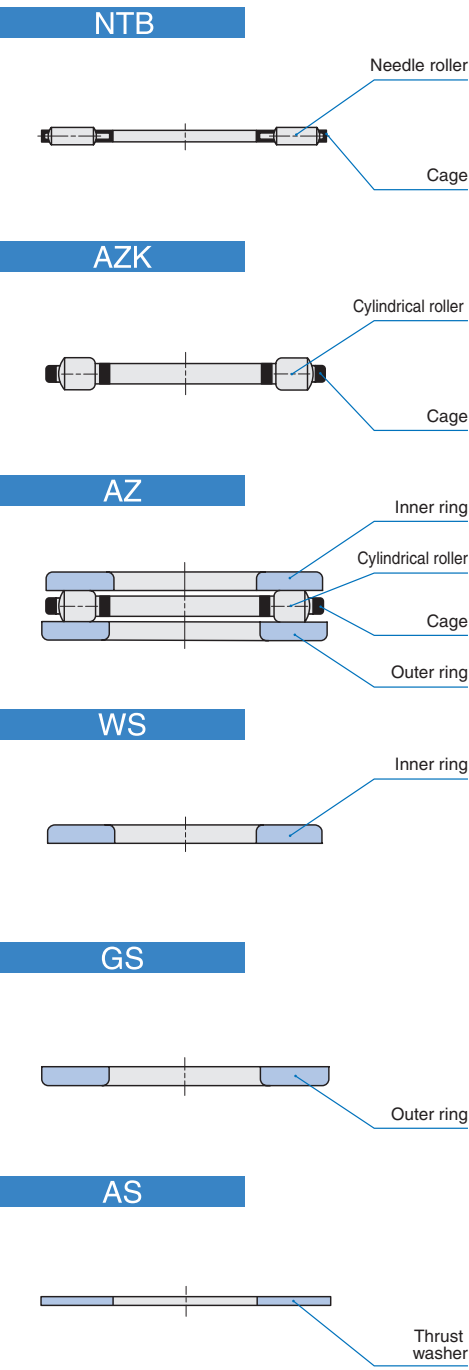 NTB
Needle roller
Cage
AZK
Cylindrical roller
Cage
AZ
Inner ring
Cylindrical roller
Cage
Outer ring
WS
Inner ring
GS
Outer ring
AS
Thrust
washer